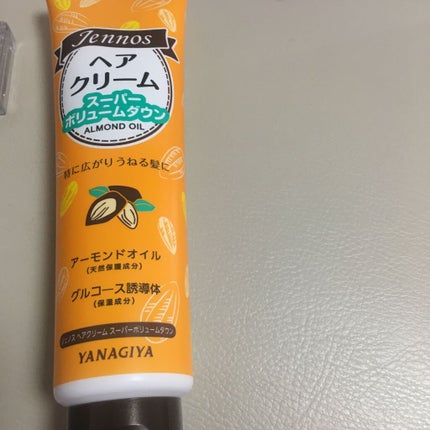 Jennos
ヘア
クリーム
スーパー
ボリュームダウン
ALMOND OIL
特に広がりうねる髪に
アーモンドオイル
(天然保護成分)
グルコース誘導体
(保湿成分)
ジェノス ヘアクリーム スーパーボリュームダウン
YANAGIYA